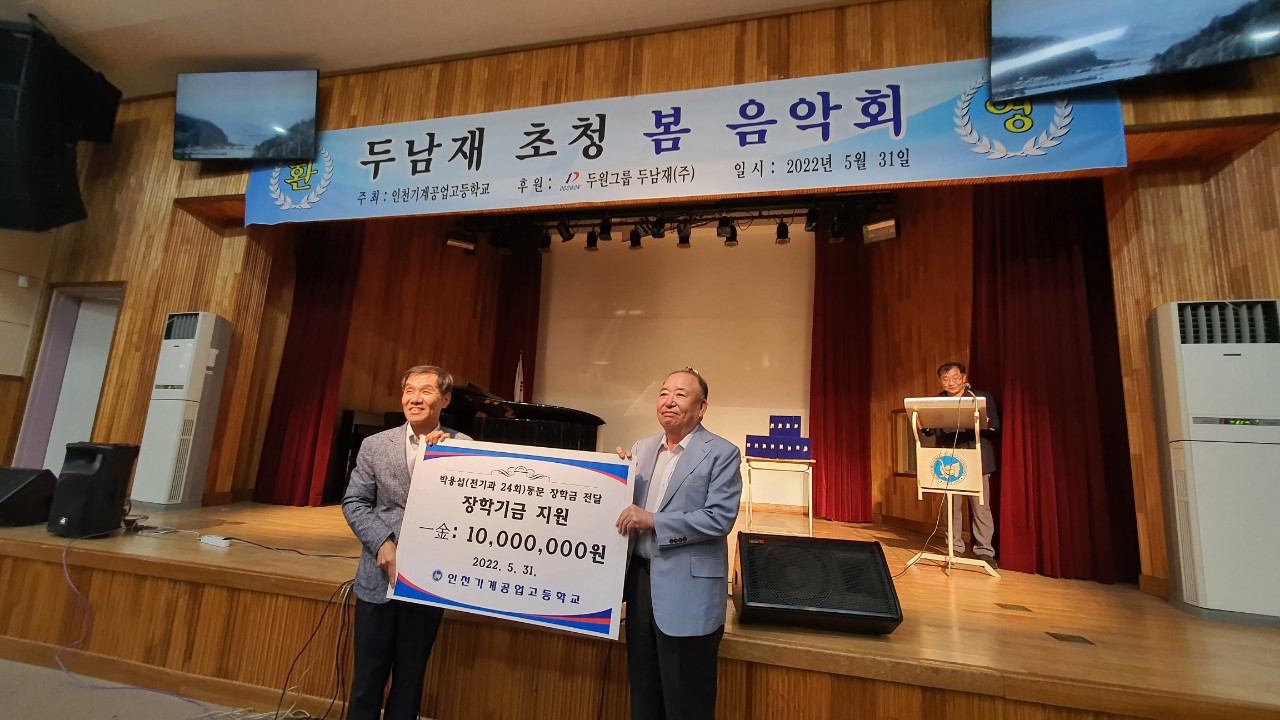 환 두남재 초청 봄 음악회 영
주 최 : 인천기계공업고등학교 후 원 : DOOWON 두원그룹 두남재(주) 일 시 : 2022년 5월 31일
박용섭(전기과 24회)동문 장학금 전달
장학기금 지원
一金: 10,000,000원
2022. 5. 31.
인천기계공업고등학교